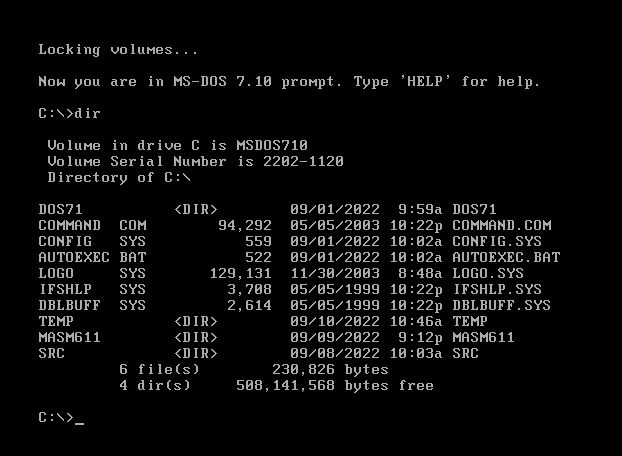 Locking volumes...
Now you are in MS-DOS 7.10 prompt. Type 'HELP' for help.
C:\>dir
Volume in drive C is MSDOS710
Volume Serial Number is 2202-1120
Directory of C:\
DOS71 <DIR> 09/01/2022 9:59a DOS71
COMMAND COM 94,292 05/05/2003 10:22p COMMAND.COM
CONFIG SYS 559 09/01/2022 10:02a CONFIG.SYS
AUTOEXEC BAT 522 09/01/2022 10:02a AUTOEXEC.BAT
LOGO SYS 129,131 11/30/2003 8:48a LOGO.SYS
IFSHLP SYS 3,708 05/05/1999 10:22p IFSHLP.SYS
DBLBUFF SYS 2,614 05/05/1999 10:22p DBLBUFF.SYS
TEMP <DIR> 09/10/2022 10:46a TEMP
MASM611 <DIR> 09/09/2022 9:12p MASM611
SRC <DIR> 09/08/2022 10:03a SRC
6 file(s) 230,826 bytes
4 dir(s) 508,141,568 bytes free
C:\>_